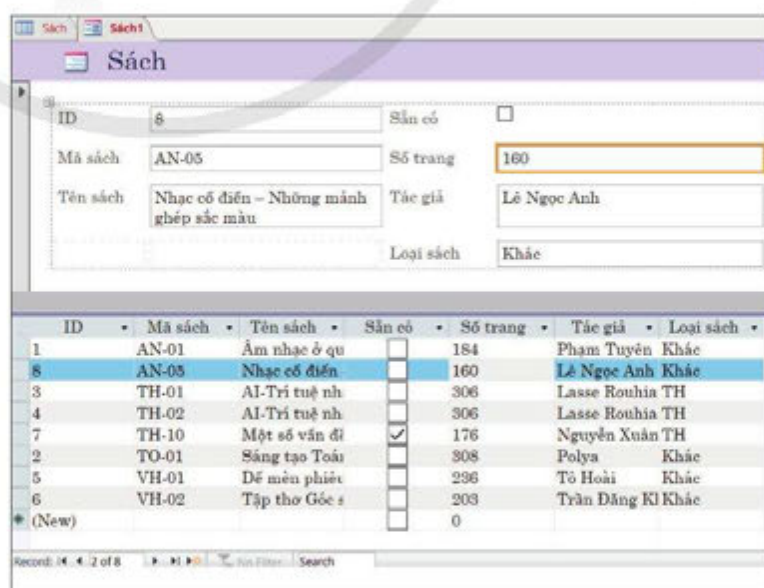 Sách Sách1
Sách
ID 8 Sẵn có
Mã sách AN-05 Số trang 160
Tên sách Nhạc cổ điển – Những mảnh ghép sắc màu Tác giả Lê Ngọc Anh
Loại sách Khác
ID Mã sách Tên sách Sẵn có Số trang Tác giả Loại sách
1 AN-01 Âm nhạc ở qu 184 Phạm Tuyên Khác
8 AN-05 Nhạc cổ điển 160 Lê Ngọc Anh Khác
3 TH-01 AI-Trí tuệ nh 306 Lasse Rouhia TH
4 TH-02 AI-Trí tuệ nh 306 Lasse Rouhia TH
7 TH-10 Một số vấn đề 176 Nguyễn Xuân TH
2 TO-01 Sáng tạo Toán 308 Polya Khác
5 VH-01 Dế mèn phiêu 236 Tô Hoài Khác
6 VH-02 Tập thơ Góc s 203 Trần Đăng Kh Khác
(New) 0
Record: 2 of 8 No Filter Search